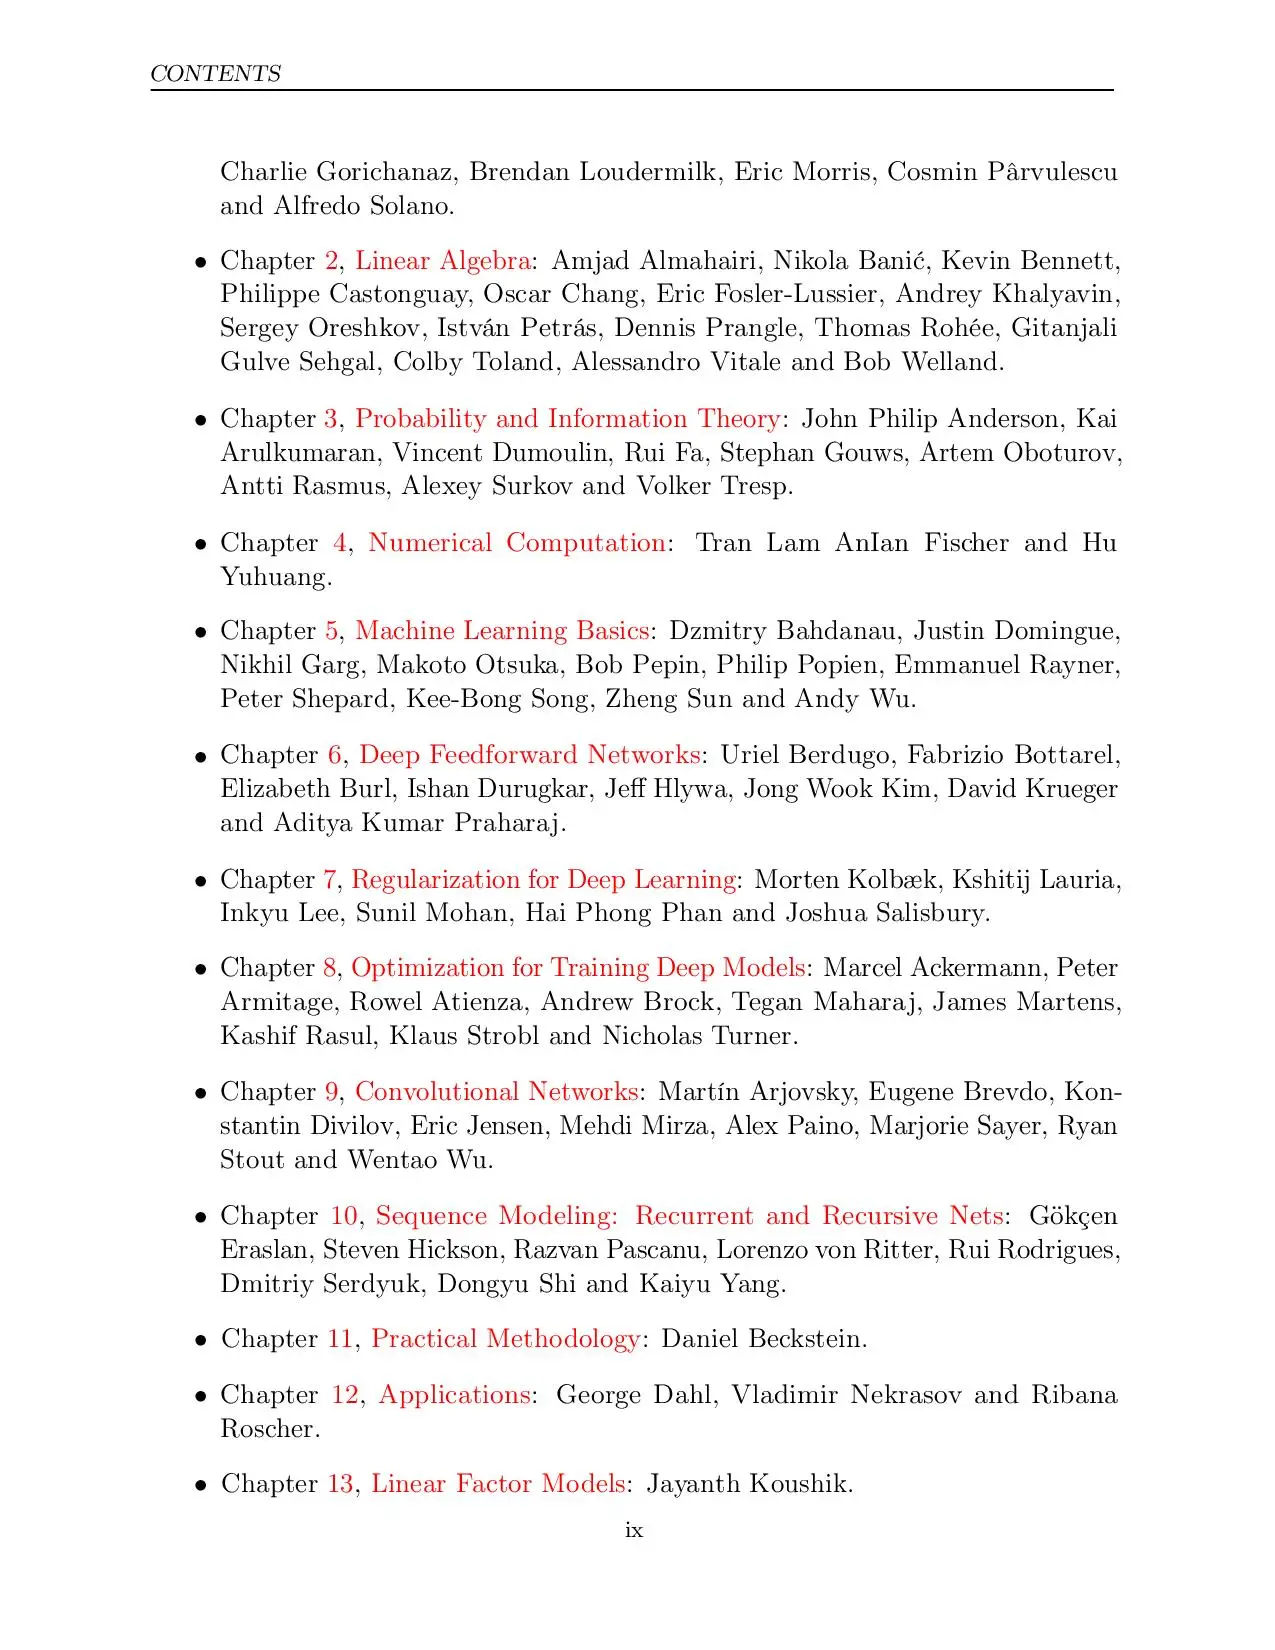 CONTENTS
Charlie Gorichanaz, Brendan Loudermilk, Eric Morris, Cosmin Pârvulescu
and Alfredo Solano.
• Chapter 2, Linear Algebra: Amjad Almahairi, Nikola Banić, Kevin Bennett,
Philippe Castonguay, Oscar Chang, Eric Fosler-Lussier, Andrey Khalyavin,
Sergey Oreshkov, István Petrás, Dennis Prangle, Thomas Rohée, Gitanjali
Gulve Sehgal, Colby Toland, Alessandro Vitale and Bob Welland.
• Chapter 3, Probability and Information Theory: John Philip Anderson, Kai
Arulkumaran, Vincent Dumoulin, Rui Fa, Stephan Gouws, Artem Oboturov,
Antti Rasmus, Alexey Surkov and Volker Tresp.
• Chapter 4, Numerical Computation: Tran Lam AnIan Fischer and Hu
Yuhuang.
• Chapter 5, Machine Learning Basics: Dzmitry Bahdanau, Justin Domingue,
Nikhil Garg, Makoto Otsuka, Bob Pepin, Philip Popien, Emmanuel Rayner,
Peter Shepard, Kee-Bong Song, Zheng Sun and Andy Wu.
• Chapter 6, Deep Feedforward Networks: Uriel Berdugo, Fabrizio Bottarel,
Elizabeth Burl, Ishan Durugkar, Jeff Hlywa, Jong Wook Kim, David Krueger
and Aditya Kumar Praharaj.
• Chapter 7, Regularization for Deep Learning: Morten Kolbæk, Kshitij Lauria,
Inkyu Lee, Sunil Mohan, Hai Phong Phan and Joshua Salisbury.
• Chapter 8, Optimization for Training Deep Models: Marcel Ackermann, Peter
Armitage, Rowel Atienza, Andrew Brock, Tegan Maharaj, James Martens,
Kashif Rasul, Klaus Strobl and Nicholas Turner.
• Chapter 9, Convolutional Networks: Martín Arjovsky, Eugene Brevdo, Kon-
stantin Divilov, Eric Jensen, Mehdi Mirza, Alex Paino, Marjorie Sayer, Ryan
Stout and Wentao Wu.
• Chapter 10, Sequence Modeling: Recurrent and Recursive Nets: Gökçen
Eraslan, Steven Hickson, Razvan Pascanu, Lorenzo von Ritter, Rui Rodrigues,
Dmitriy Serdyuk, Dongyu Shi and Kaiyu Yang.
• Chapter 11, Practical Methodology: Daniel Beckstein.
• Chapter 12, Applications: George Dahl, Vladimir Nekrasov and Ribana
Roscher.
• Chapter 13, Linear Factor Models: Jayanth Koushik.
ix